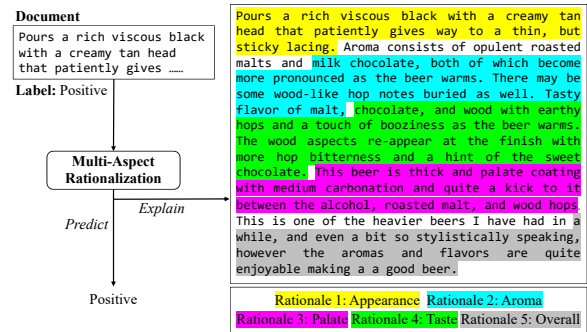 Document
Pours a rich viscous black
with a creamy tan head
that patiently gives ……
Label: Positive
Multi-Aspect
Rationalization
Predict
Explain
Positive
Pours a rich viscous black with a creamy tan
head that patiently gives way to a thin, but
sticky lacing. Aroma consists of opulent roasted
malts and milk chocolate, both of which become
more pronounced as the beer warms. There may be
some wood-like hop notes buried as well. Tasty
flavor of malt, chocolate, and wood with earthy
hops and a touch of booziness as the beer warms.
The wood aspects re-appear at the finish with
more hop bitterness and a hint of the sweet
chocolate. This beer is thick and palate coating
with medium carbonation and quite a kick to it
between the alcohol, roasted malt, and wood hops.
This is one of the heavier beers I have had in a
while, and even a bit so stylistically speaking,
however the aromas and flavors are quite
enjoyable making a a good beer.
Rationale 1: Appearance Rationale 2: Aroma
Rationale 3: Palate Rationale 4: Taste Rationale 5: Overall